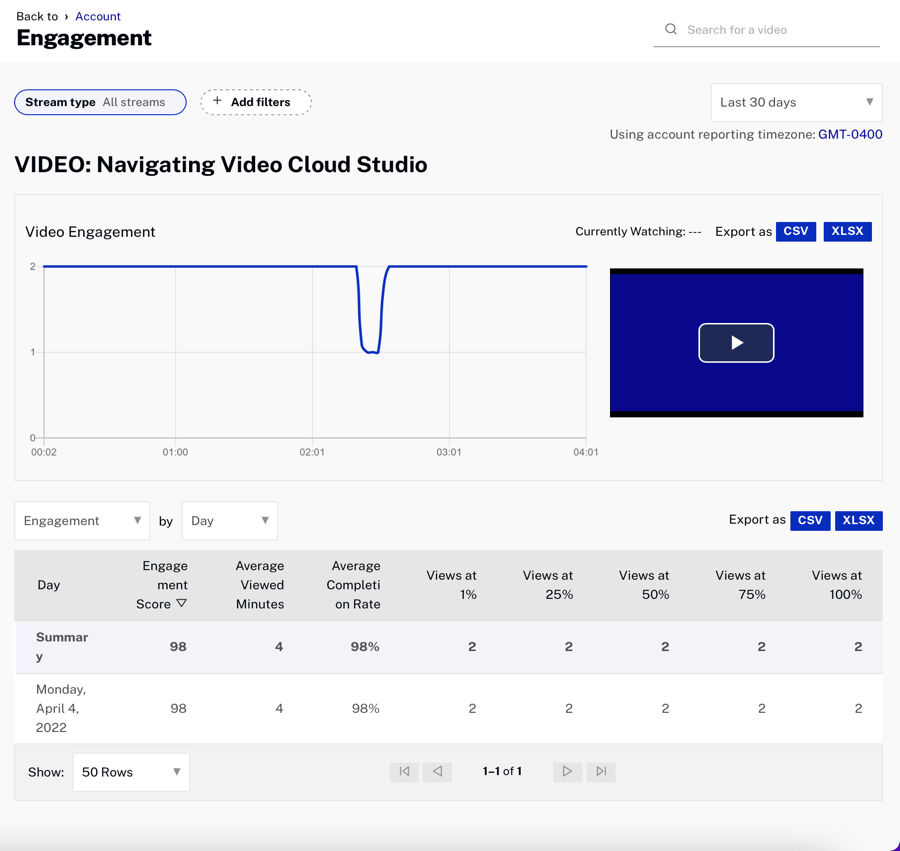 Back to › Account
Engagement
Search for a video
Stream type All streams
+ Add filters
Last 30 days
Using account reporting timezone: GMT-0400
VIDEO: Navigating Video Cloud Studio
Video Engagement
Currently Watching: --- Export as CSV XLSX
2
1
0
00:02 01:00 02:01 03:01 04:01
Engagement by Day
Export as CSV XLSX
Day
Engage
ment
Score
Average
Viewed
Minutes
Average
Completi
on Rate
Views at
1%
Views at
25%
Views at
50%
Views at
75%
Views at
100%
Summar
y
98 4 98% 2 2 2 2 2
Monday,
April 4,
2022
98 4 98% 2 2 2 2 2
Show: 50 Rows
1–1 of 1